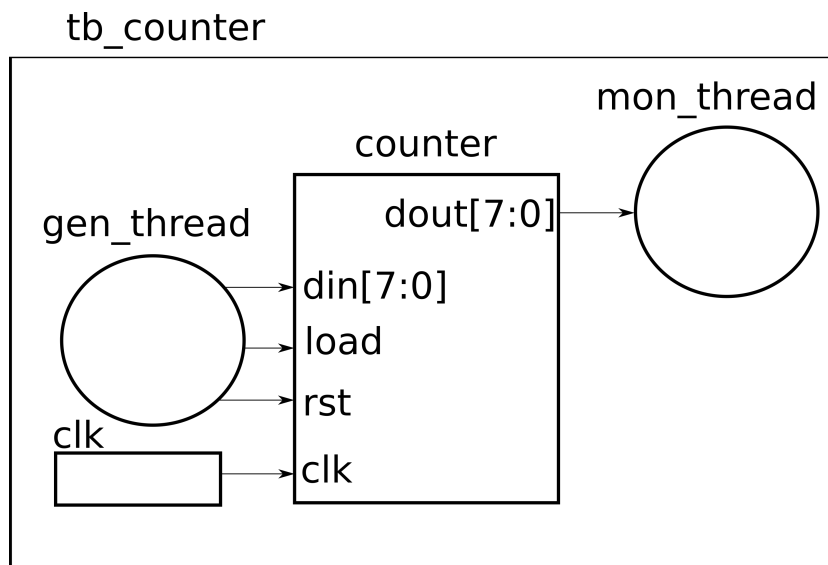 tb_counter
mon_thread
counter
dout[7:0]
gen_thread
din[7:0]
load
rst
clk
clk